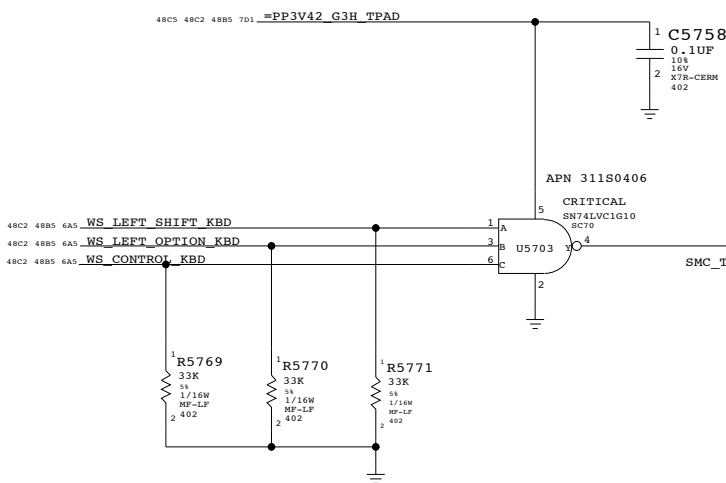 48C5 48C2 48B5 7D1 =PP3V42_G3H_TPAD
1 C5758
0.1UF
10%
16V
2 X7R-CERM
402
APN 311S0406
CRITICAL
5
SN74LVC1G10
SC70
48C2 48B5 6A5 WS_LEFT_SHIFT_KBD 1 A
48C2 48B5 6A5 WS_LEFT_OPTION_KBD 3 B U5703 Y 4
48C2 48B5 6A5 WS_CONTROL_KBD 6 C
SMC_T
2
1 R5769
33K
5%
1/16W
MF-LF
2 402
1 R5770
33K
5%
1/16W
MF-LF
2 402
1 R5771
33K
5%
1/16W
MF-LF
2 402